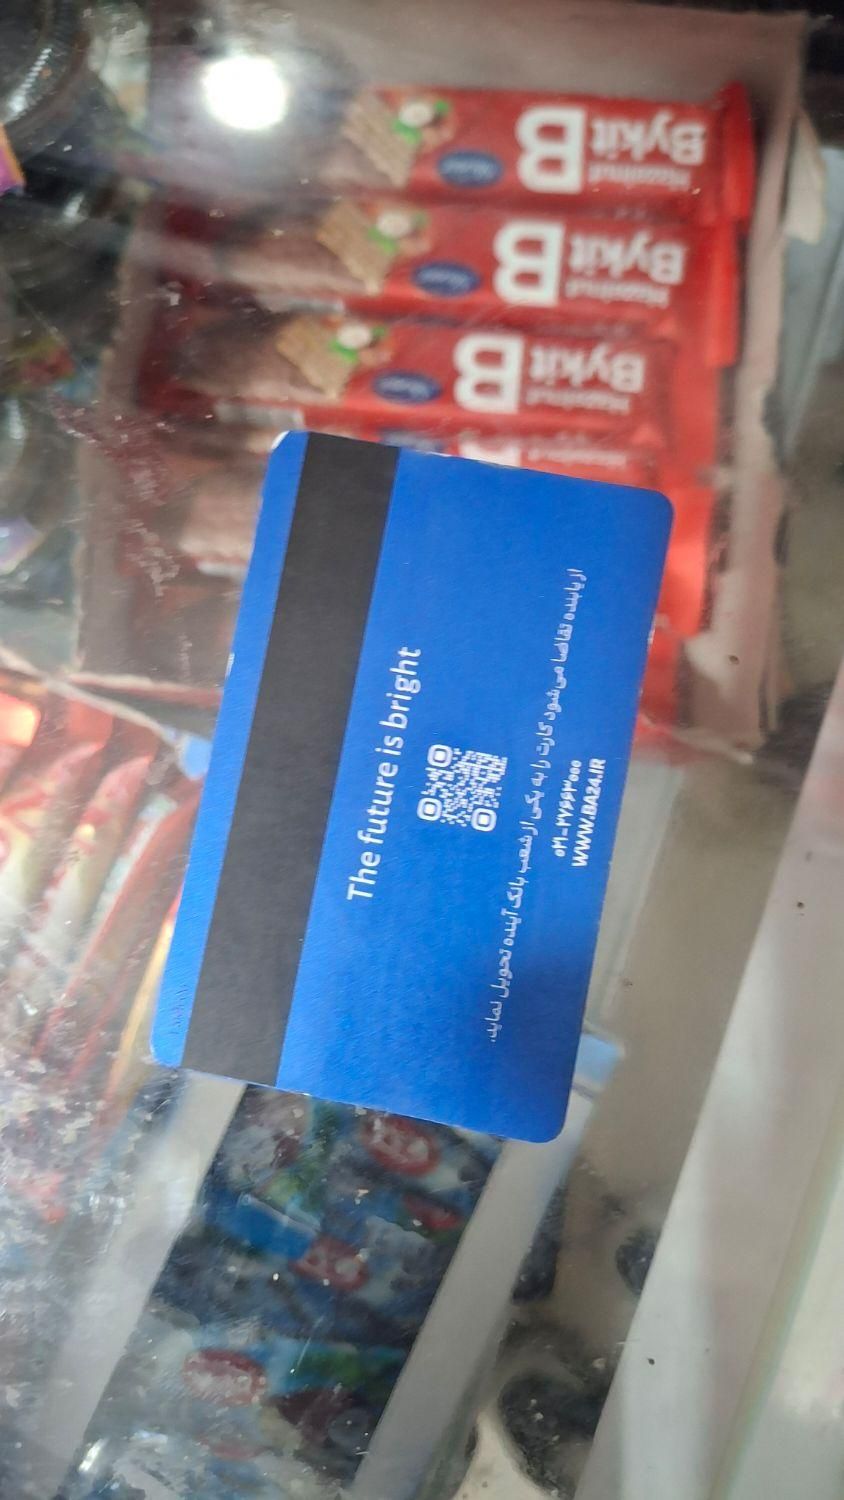 Bykit
Hazelnut
B
Bykit
Hazelnut
B
Bykit
Hazelnut
B
The future is bright
از یابنده تقاضا می‌شود کارت را به یکی از شعب بانک آینده تحویل نماید.
۰۲۱-۲۷۶۶۳۰۰۰
WWW.BA24.IR